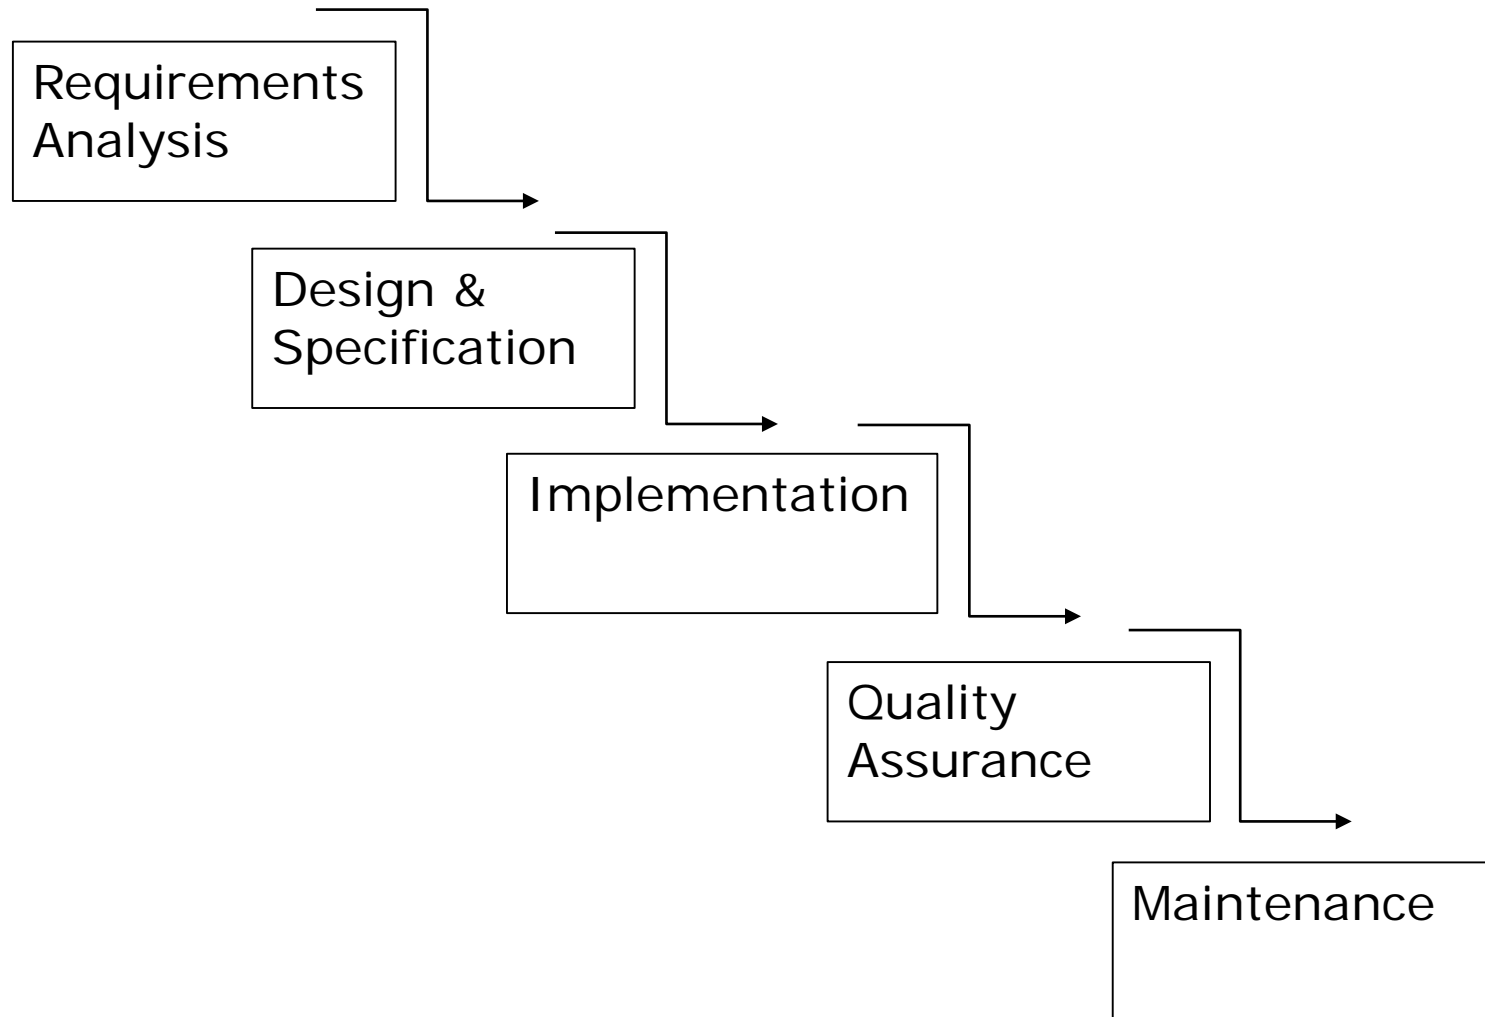 Requirements
Analysis
Design &
Specification
Implementation
Quality
Assurance
Maintenance